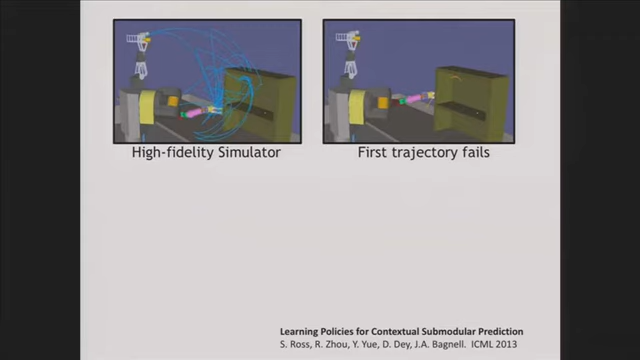 High-fidelity Simulator
First trajectory fails
Learning Policies for Contextual Submodular Prediction
S. Ross, R. Zhou, Y. Yue, D. Dey, J.A. Bagnell. ICML 2013